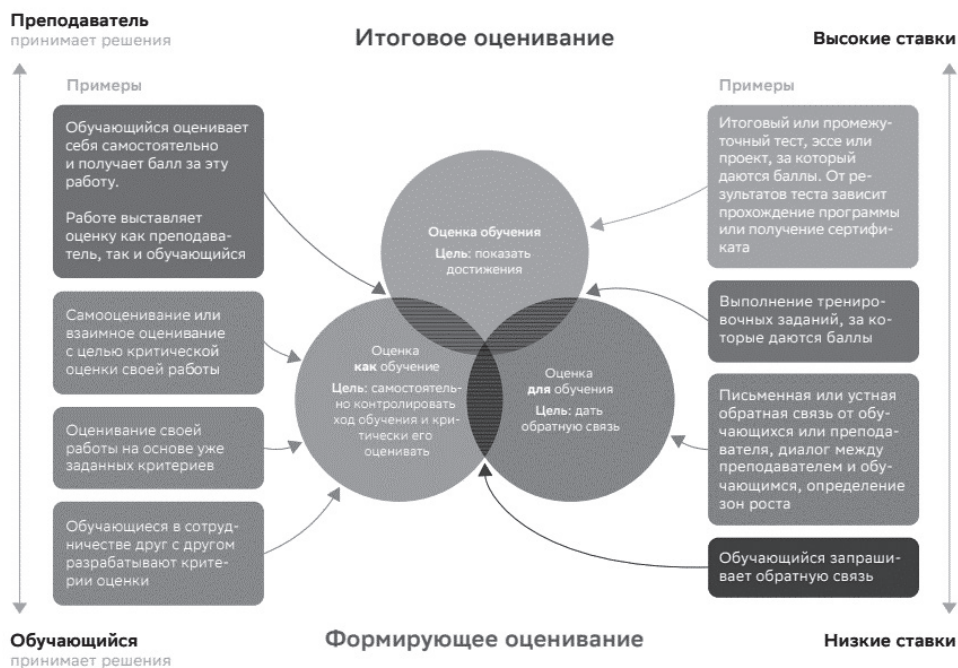 Преподаватель
принимает решения
Итоговое оценивание
Высокие ставки
Примеры
Обучающийся оценивает
себя самостоятельно
и получает балл за эту
работу.
Работе выставляет
оценку как преподава-
тель, так и обучающийся
Самооценивание или
взаимное оценивание
с целью критической
оценки своей работы
Оценивание своей
работы на основе уже
заданных критериев
Обучающиеся в сотруд-
ничестве друг с другом
разрабатывают крите-
рии оценки
Оценка обучения
Цель: показать
достижения
Оценка
как обучение
Цель: самостоятель-
но контролировать
ход обучения и кри-
тически его
оценивать
Оценка
для обучения
Цель: дать
обратную связь
Примеры
Итоговый или промежу-
точный тест, эссе или
проект, за который
даются баллы. От ре-
зультатов теста зависит
прохождение программы
или получение сертифи-
ката
Выполнение трениро-
вочных заданий, за ко-
торые даются баллы
Письменная или устная
обратная связь от обу-
чающихся или препода-
вателя, диалог между
преподавателем и обу-
чающимся, определение
зон роста
Обучающийся запраши-
вает обратную связь
Обучающийся
принимает решения
Формирующее оценивание
Низкие ставки